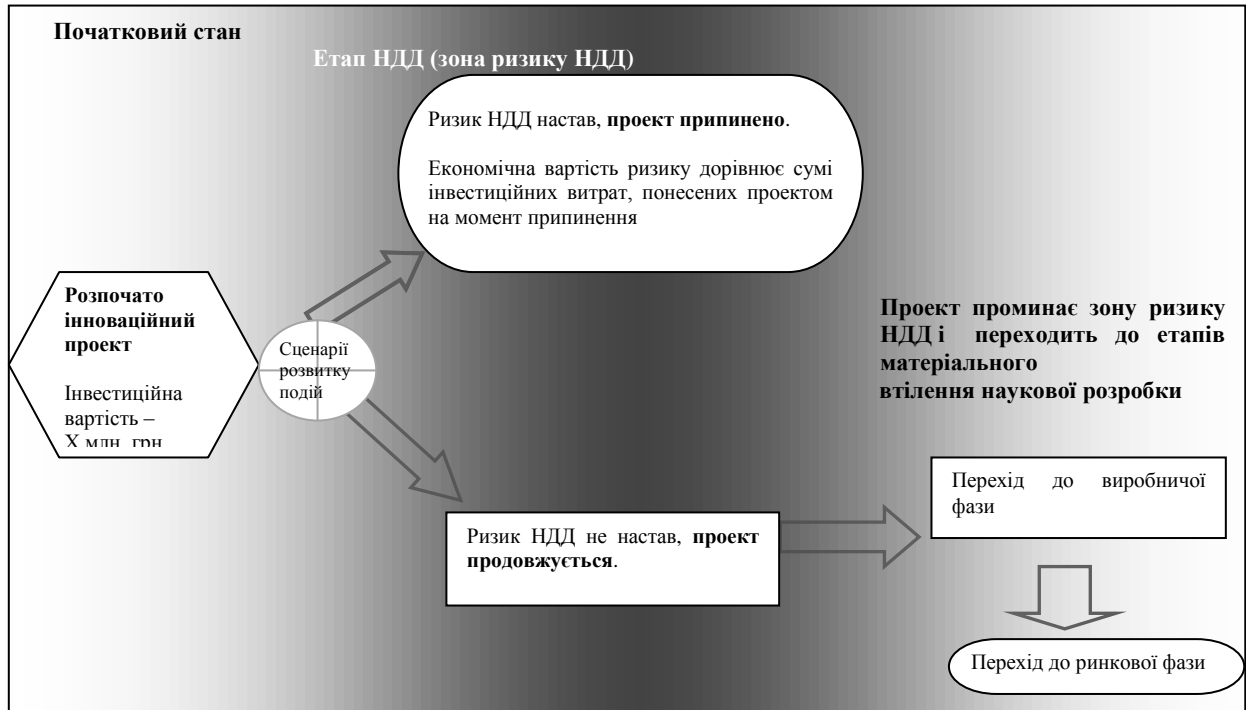 Початковий стан
Етап НДД (зона ризику НДД)
Ризик НДД настав, проект припинено.
Економічна вартість ризику дорівнює сумі
інвестиційних витрат, понесених проектом
на момент припинення
Розпочато
інноваційний
проект
Інвестиційна
вартість –
X млн. грн
Сценарії
розвитку
подій
Проект проминає зону ризику
НДД і переходить до етапів
матеріального
втілення наукової розробки
Ризик НДД не настав, проект
продовжується.
Перехід до виробничої
фази
Перехід до ринкової фази